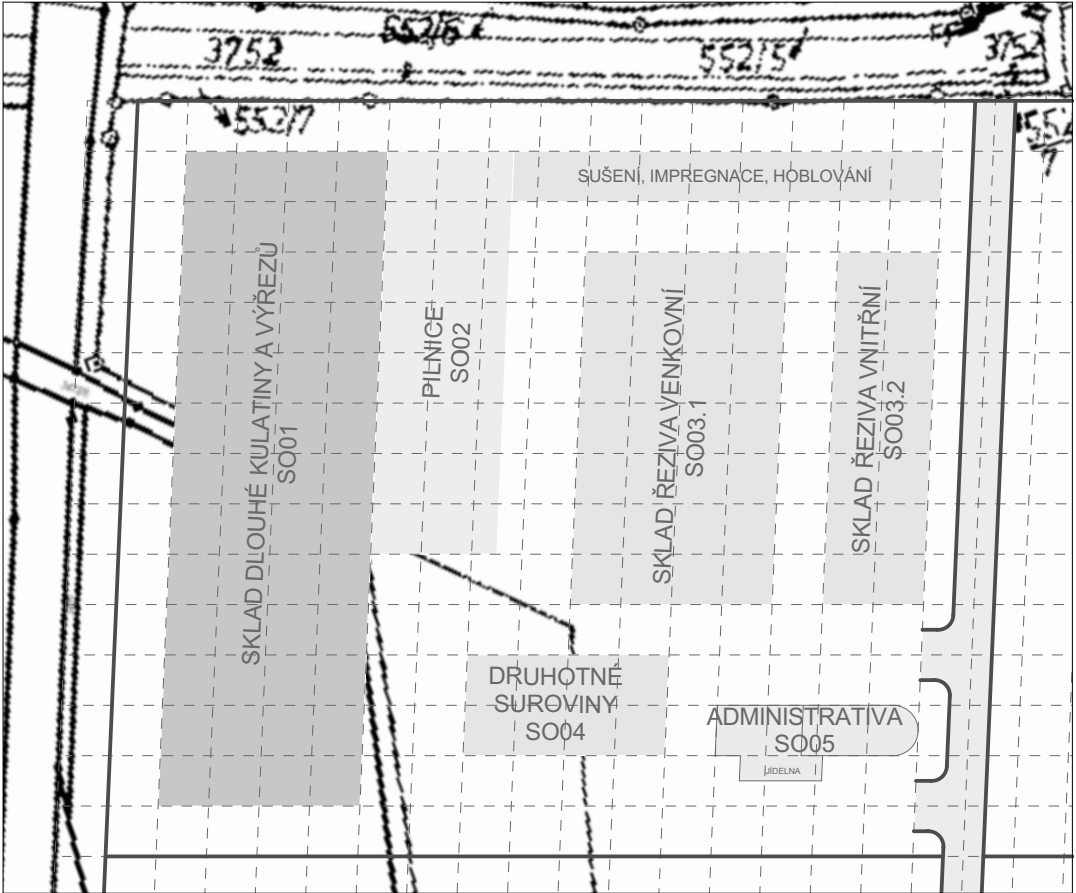 3752
552/6
552/5
3752
552/7
SUŠENÍ, IMPREGNACE, HOBLOVÁNÍ
SKLAD DLOUHÉ KULATINY A VÝŘEZŮ
SO01
PILNICE
SO02
SKLAD ŘEZIVA VENKOVNÍ
SO03.1
SKLAD ŘEZIVA VNITŘNÍ
SO03.2
DRUHOTNÉ
SUROVINY
SO04
ADMINISTRATIVA
SO05
JÍDELNA